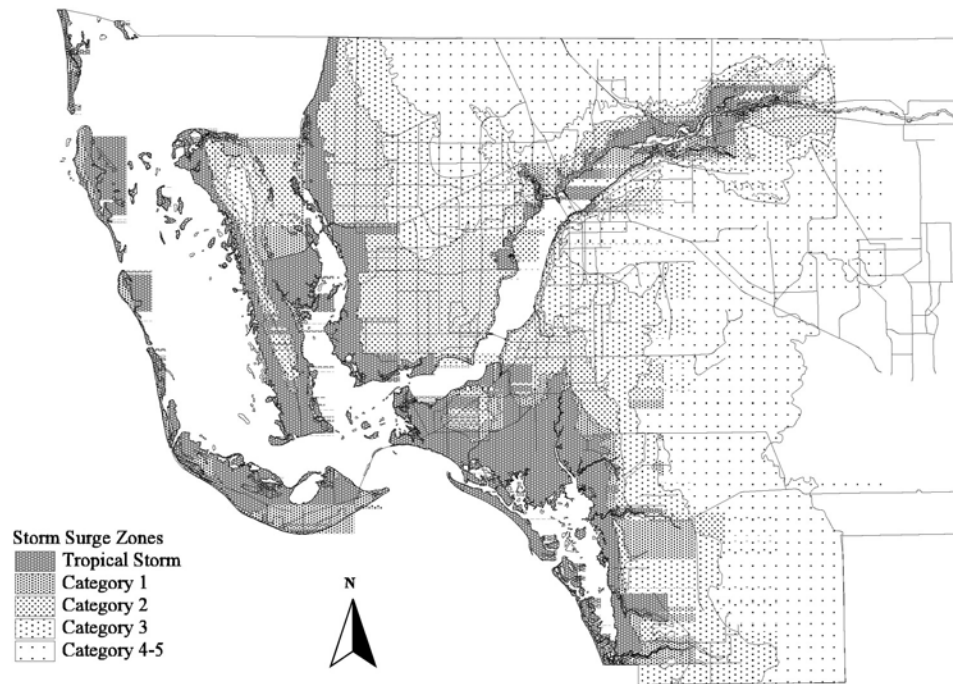 Storm Surge Zones
Tropical Storm
Category 1
Category 2
Category 3
Category 4-5
N